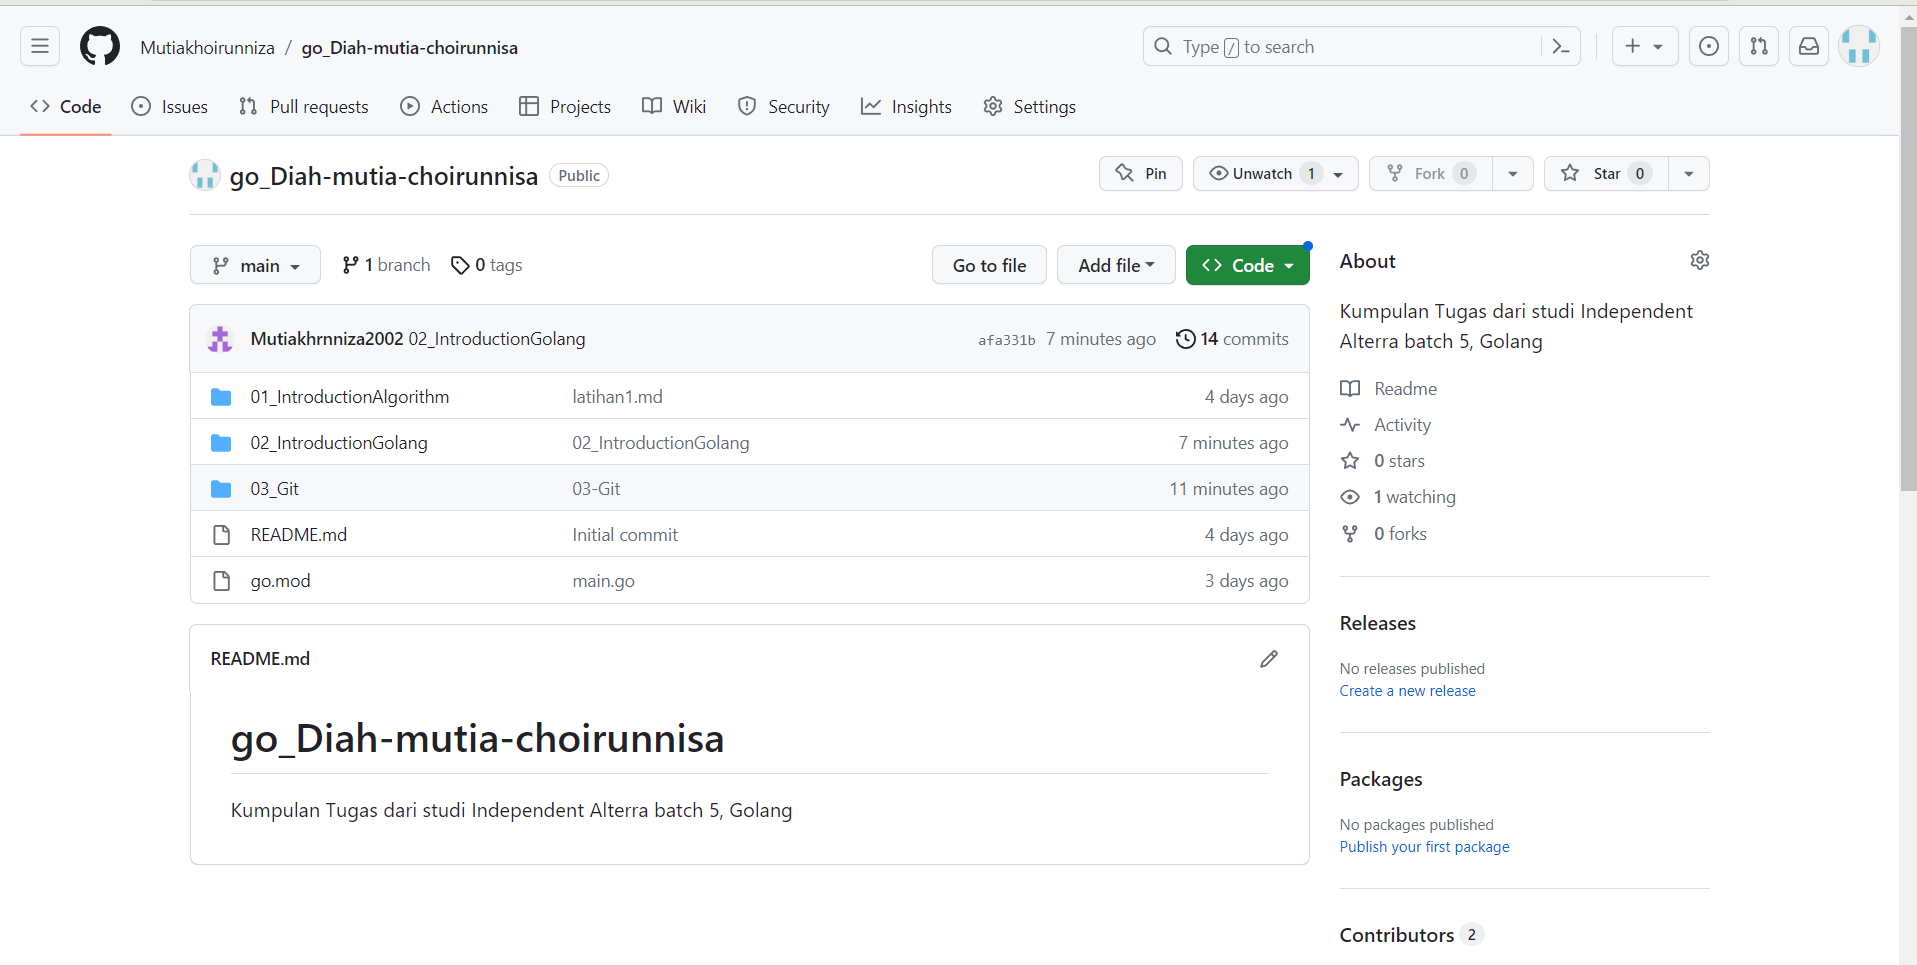 Mutiakhoirunniza / go_Diah-mutia-choirunnisa
Type / to search
Code Issues Pull requests Actions Projects Wiki Security Insights Settings
go_Diah-mutia-choirunnisa Public
Pin Unwatch 1 Fork 0 Star 0
main 1 branch 0 tags
Go to file Add file Code
Mutiakhrnniza2002 02_IntroductionGolang afa331b 7 minutes ago 14 commits
01_IntroductionAlgorithm latihan1.md 4 days ago
02_IntroductionGolang 02_IntroductionGolang 7 minutes ago
03_Git 03-Git 11 minutes ago
README.md Initial commit 4 days ago
go.mod main.go 3 days ago
README.md
go_Diah-mutia-choirunnisa
Kumpulan Tugas dari studi Independent Alterra batch 5, Golang
About
Kumpulan Tugas dari studi Independent
Alterra batch 5, Golang
Readme
Activity
0 stars
1 watching
0 forks
Releases
No releases published
Create a new release
Packages
No packages published
Publish your first package
Contributors 2